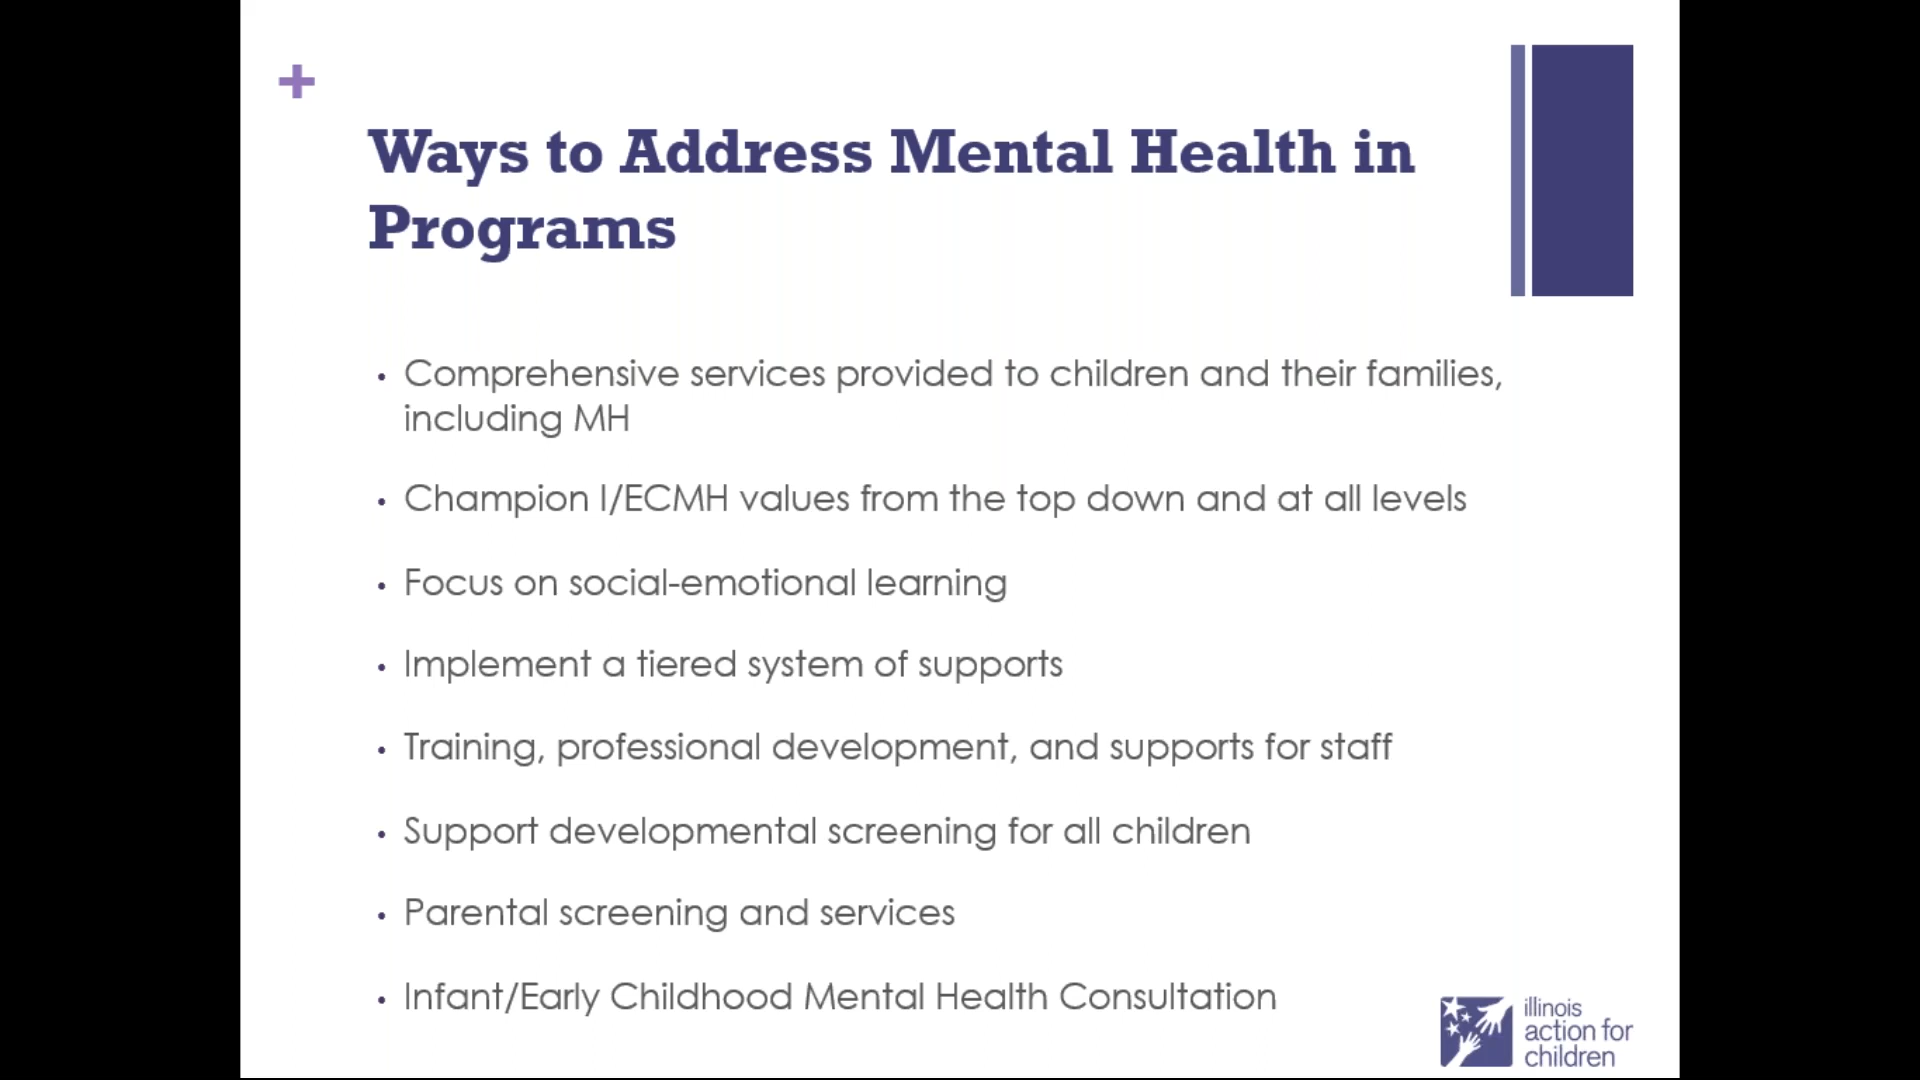 +
Ways to Address Mental Health in
Programs
• Comprehensive services provided to children and their families,
including MH
• Champion I/ECMH values from the top down and at all levels
• Focus on social-emotional learning
• Implement a tiered system of supports
• Training, professional development, and supports for staff
• Support developmental screening for all children
• Parental screening and services
• Infant/Early Childhood Mental Health Consultation
illinois
action for
children